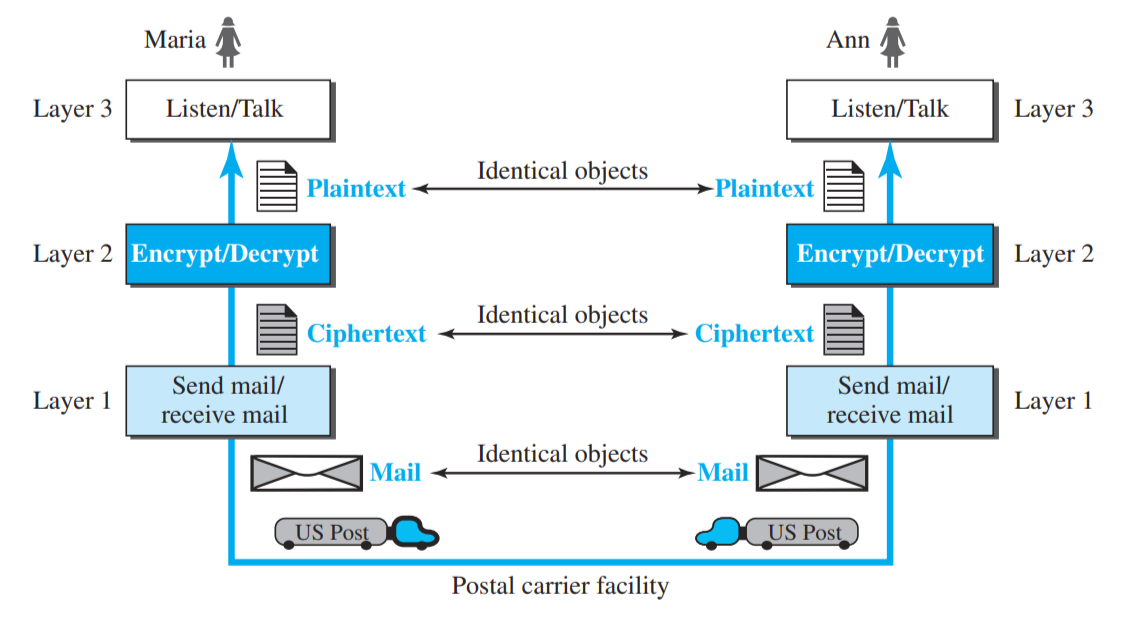 Maria
Ann
Layer 3
Listen/Talk
Listen/Talk
Layer 3
Plaintext
Identical objects
Plaintext
Layer 2
Encrypt/Decrypt
Encrypt/Decrypt
Layer 2
Ciphertext
Identical objects
Ciphertext
Layer 1
Send mail/
receive mail
Send mail/
receive mail
Layer 1
Mail
Identical objects
Mail
US Post
US Post
Postal carrier facility